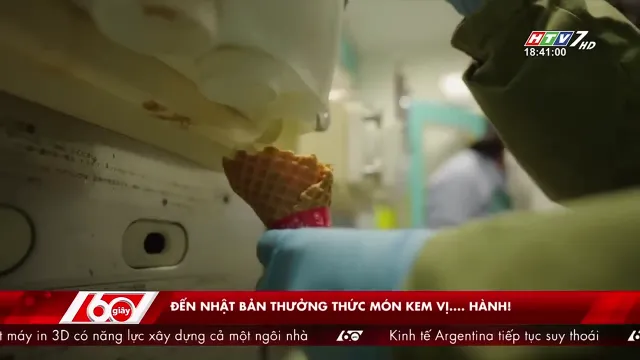 HTV7 HD
18:41:00
60 giây
ĐẾN NHẬT BẢN THƯỞNG THỨC MÓN KEM VỊ.... HÀNH!
t máy in 3D có năng lực xây dựng cả một ngôi nhà 60 Kinh tế Argentina tiếp tục suy thoái